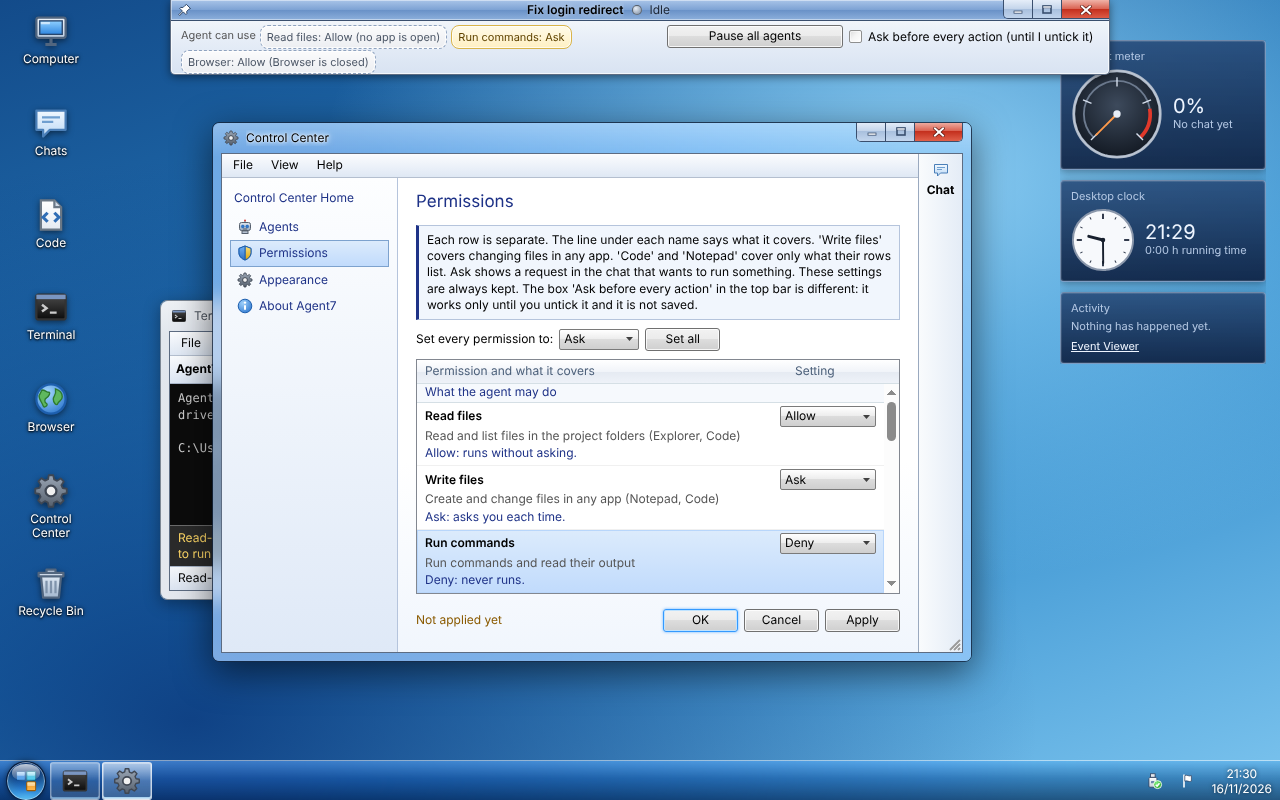 Fix login redirect
Idle
Agent can use
Read files: Allow (no app is open)
Run commands: Ask
Browser: Allow (Browser is closed)
Pause all agents
Ask before every action (until I untick it)
Computer
Chats
Code
Terminal
Browser
Control
Center
Recycle Bin
meter
0%
No chat yet
Desktop clock
21:29
0:00 h running time
Activity
Nothing has happened yet.
Event Viewer
File
Agent
C:\Us
to run
Control Center
File View Help
Control Center Home
Agents
Permissions
Appearance
About Agent7
Permissions
Each row is separate. The line under each name says what it covers. 'Write files'
covers changing files in any app. 'Code' and 'Notepad' cover only what their rows
list. Ask shows a request in the chat that wants to run something. These settings
are always kept. The box 'Ask before every action' in the top bar is different: it
works only until you untick it and it is not saved.
Set every permission to: Ask Set all
Permission and what it covers Setting
What the agent may do
Read files Allow
Read and list files in the project folders (Explorer, Code)
Allow: runs without asking.
Write files Ask
Create and change files in any app (Notepad, Code)
Ask: asks you each time.
Run commands Deny
Run commands and read their output
Deny: never runs.
Not applied yet
OK Cancel Apply
Chat
21:30
16/11/2026